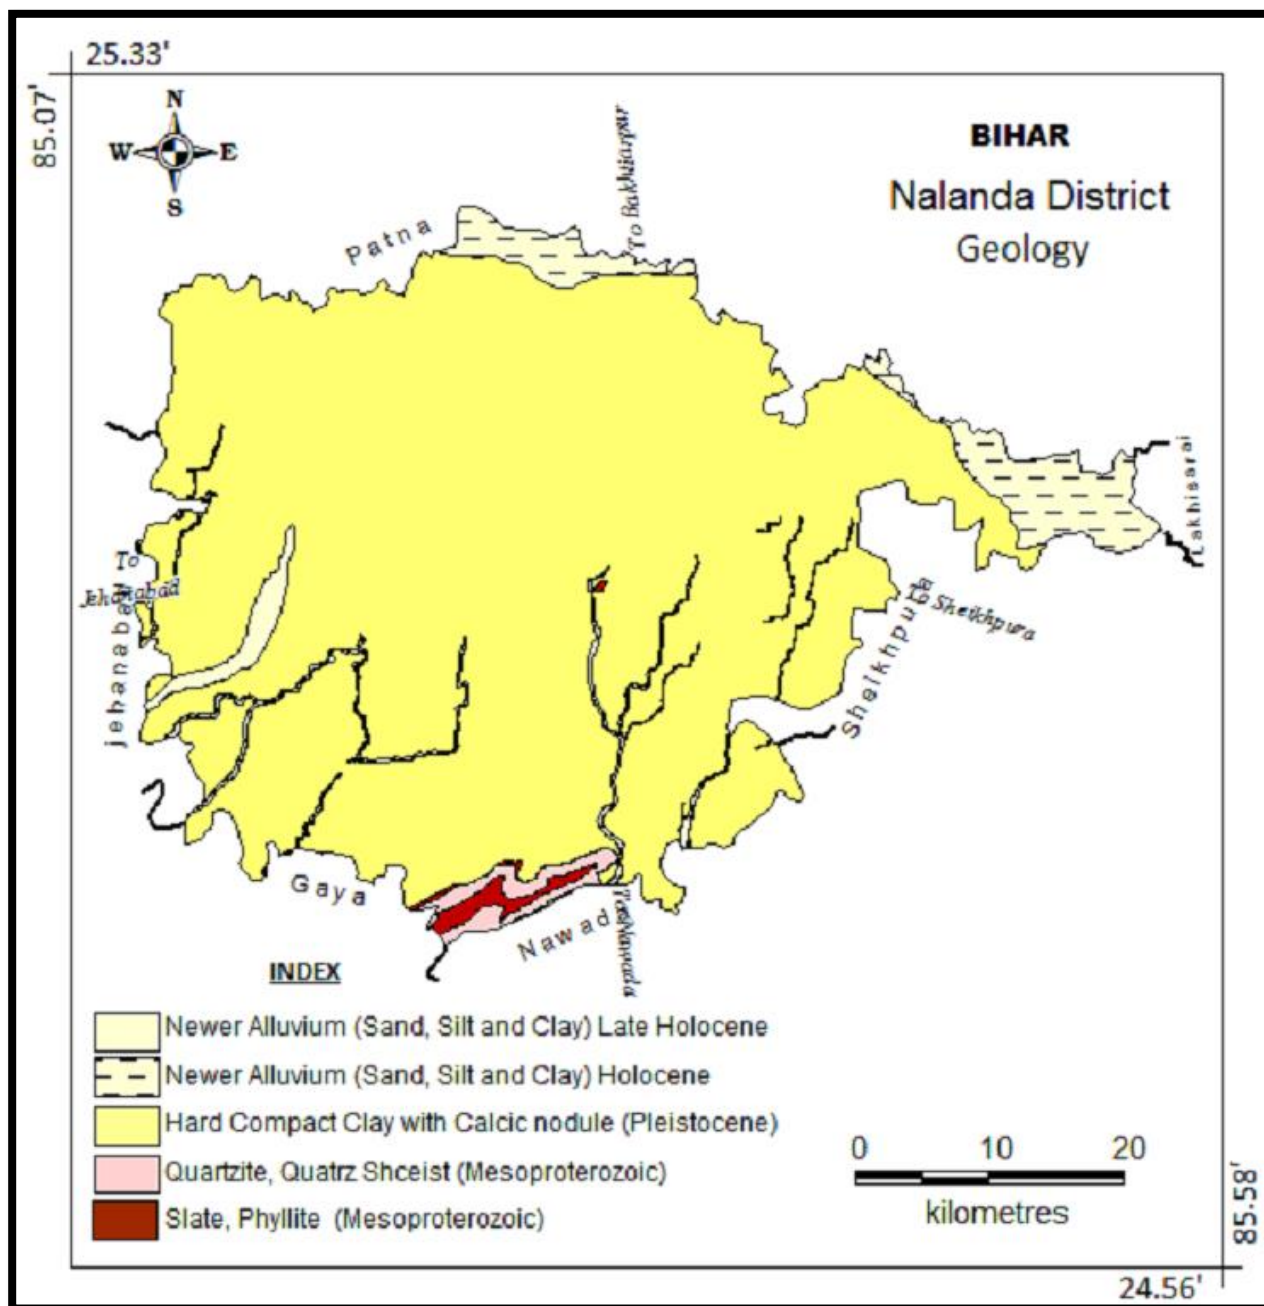 25.33'
85.07'
N
W E
S
BIHAR
Nalanda District
Geology
To Bakhtiarpur
Patna
Lakhisarai
To
Jehanabad
jehanabad
To Sheikhpura
Sheikhpura
Gaya
Nawad
To Nawada
INDEX
Newer Alluvium (Sand, Silt and Clay) Late Holocene
Newer Alluvium (Sand, Silt and Clay) Holocene
Hard Compact Clay with Calcic nodule (Pleistocene)
Quartzite, Quatrz Shceist (Mesoproterozoic)
Slate, Phyllite (Mesoproterozoic)
0 10 20
kilometres
85.58'
24.56'